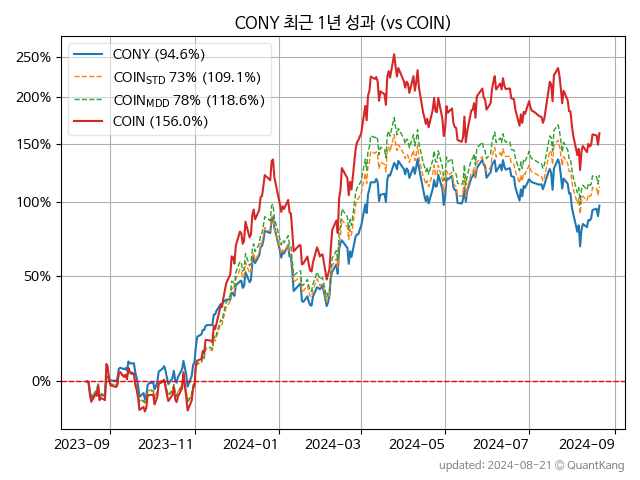 CONY 최근 1년 성과 (vs COIN)
250%
200%
150%
100%
50%
0%
CONY (94.6%)
COIN_STD 73% (109.1%)
COIN_MDD 78% (118.6%)
COIN (156.0%)
2023-09 2023-11 2024-01 2024-03 2024-05 2024-07 2024-09
updated: 2024-08-21 © QuantKang